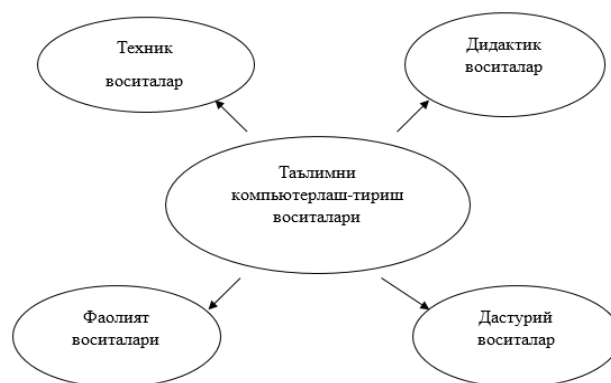 Техник
воситалар
Дидактик
воситалар
Таълимни
компьютерлаш-тириш
воситалари
Фаолият
воситалари
Дастурий
воситалар